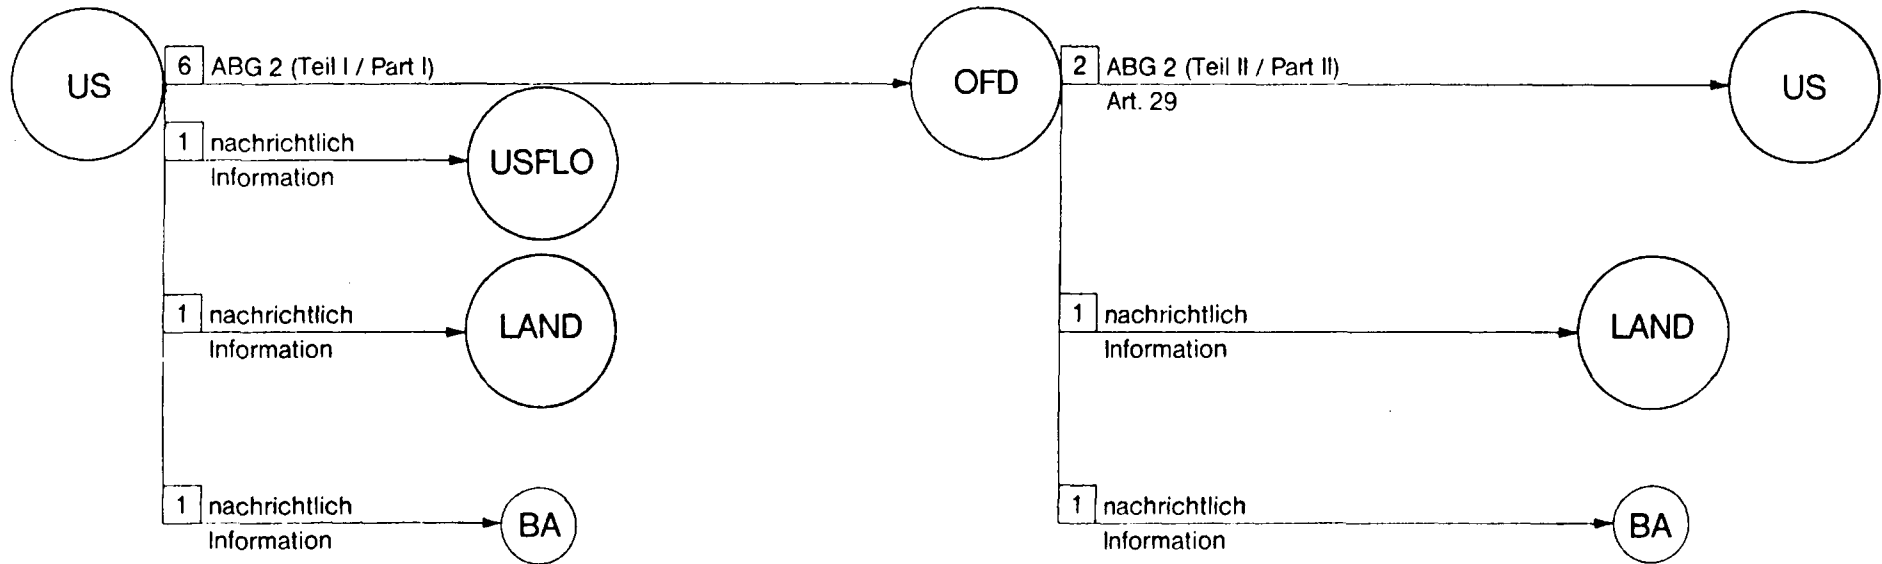 US
6 ABG 2 (Teil I / Part I)
OFD
2 ABG 2 (Teil II / Part II)
Art. 29
US
1 nachrichtlich
Information
USFLO
1 nachrichtlich
Information
LAND
1 nachrichtlich
Information
LAND
1 nachrichtlich
Information
BA
1 nachrichtlich
Information
BA